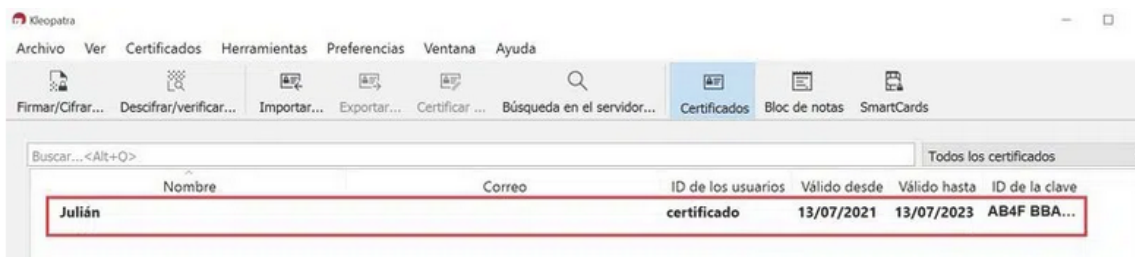 Kleopatra
Archivo Ver Certificados Herramientas Preferencias Ventana Ayuda
Firmar/Cifrar... Descifrar/verificar... Importar... Exportar... Certificar ... Búsqueda en el servidor... Certificados Bloc de notas SmartCards
Buscar...<Alt+Q> Todos los certificados
Nombre Correo ID de los usuarios Válido desde Válido hasta ID de la clave
Julián certificado 13/07/2021 13/07/2023 AB4F BBA...